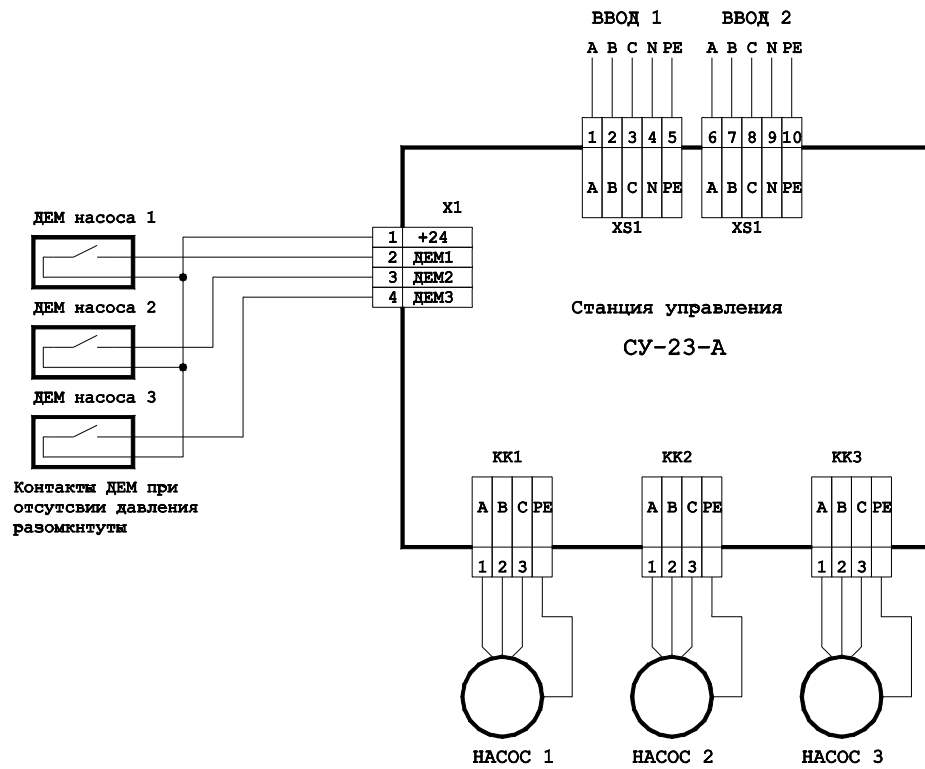 ВВОД 1 ВВОД 2
A B C N PE A B C N PE
1 2 3 4 5 6 7 8 9 10
A B C N PE A B C N PE
XS1 XS1
X1
1 +24
2 ДЕМ1
3 ДЕМ2
4 ДЕМ3
ДЕМ насоса 1
ДЕМ насоса 2
ДЕМ насоса 3
Контакты ДЕМ при
отсутсвии давления
разомкнтуты
Станция управления
СУ-23-А
КК1 КК2 КК3
A B C PE A B C PE A B C PE
1 2 3 1 2 3 1 2 3
НАСОС 1 НАСОС 2 НАСОС 3